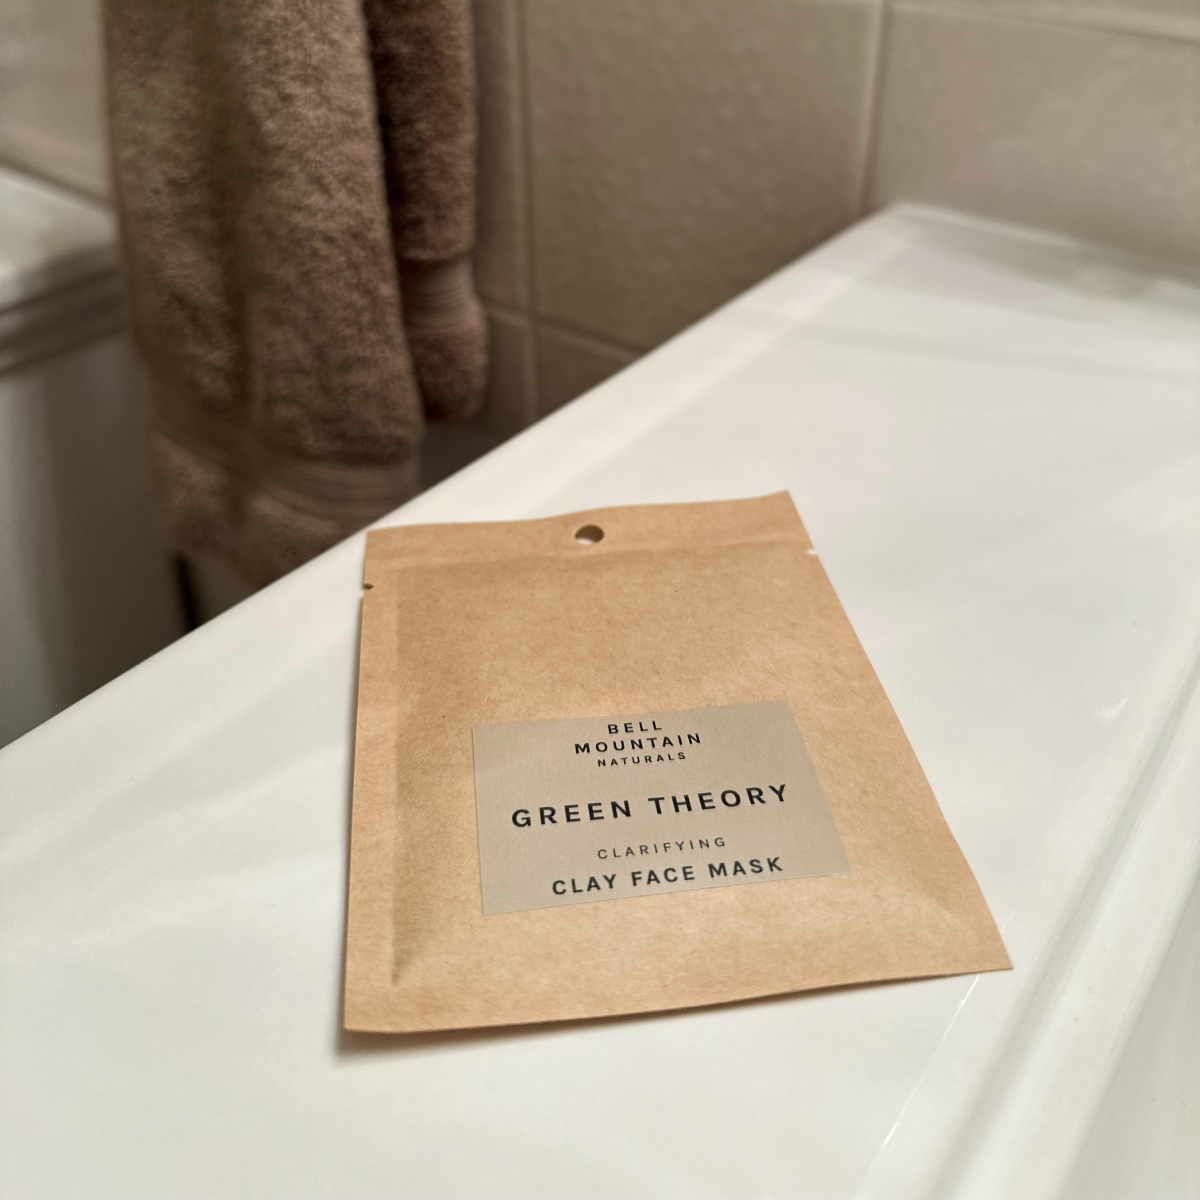 BELL
MOUNTAIN
NATURALS
GREEN THEORY
CLARIFYING
CLAY FACE MASK